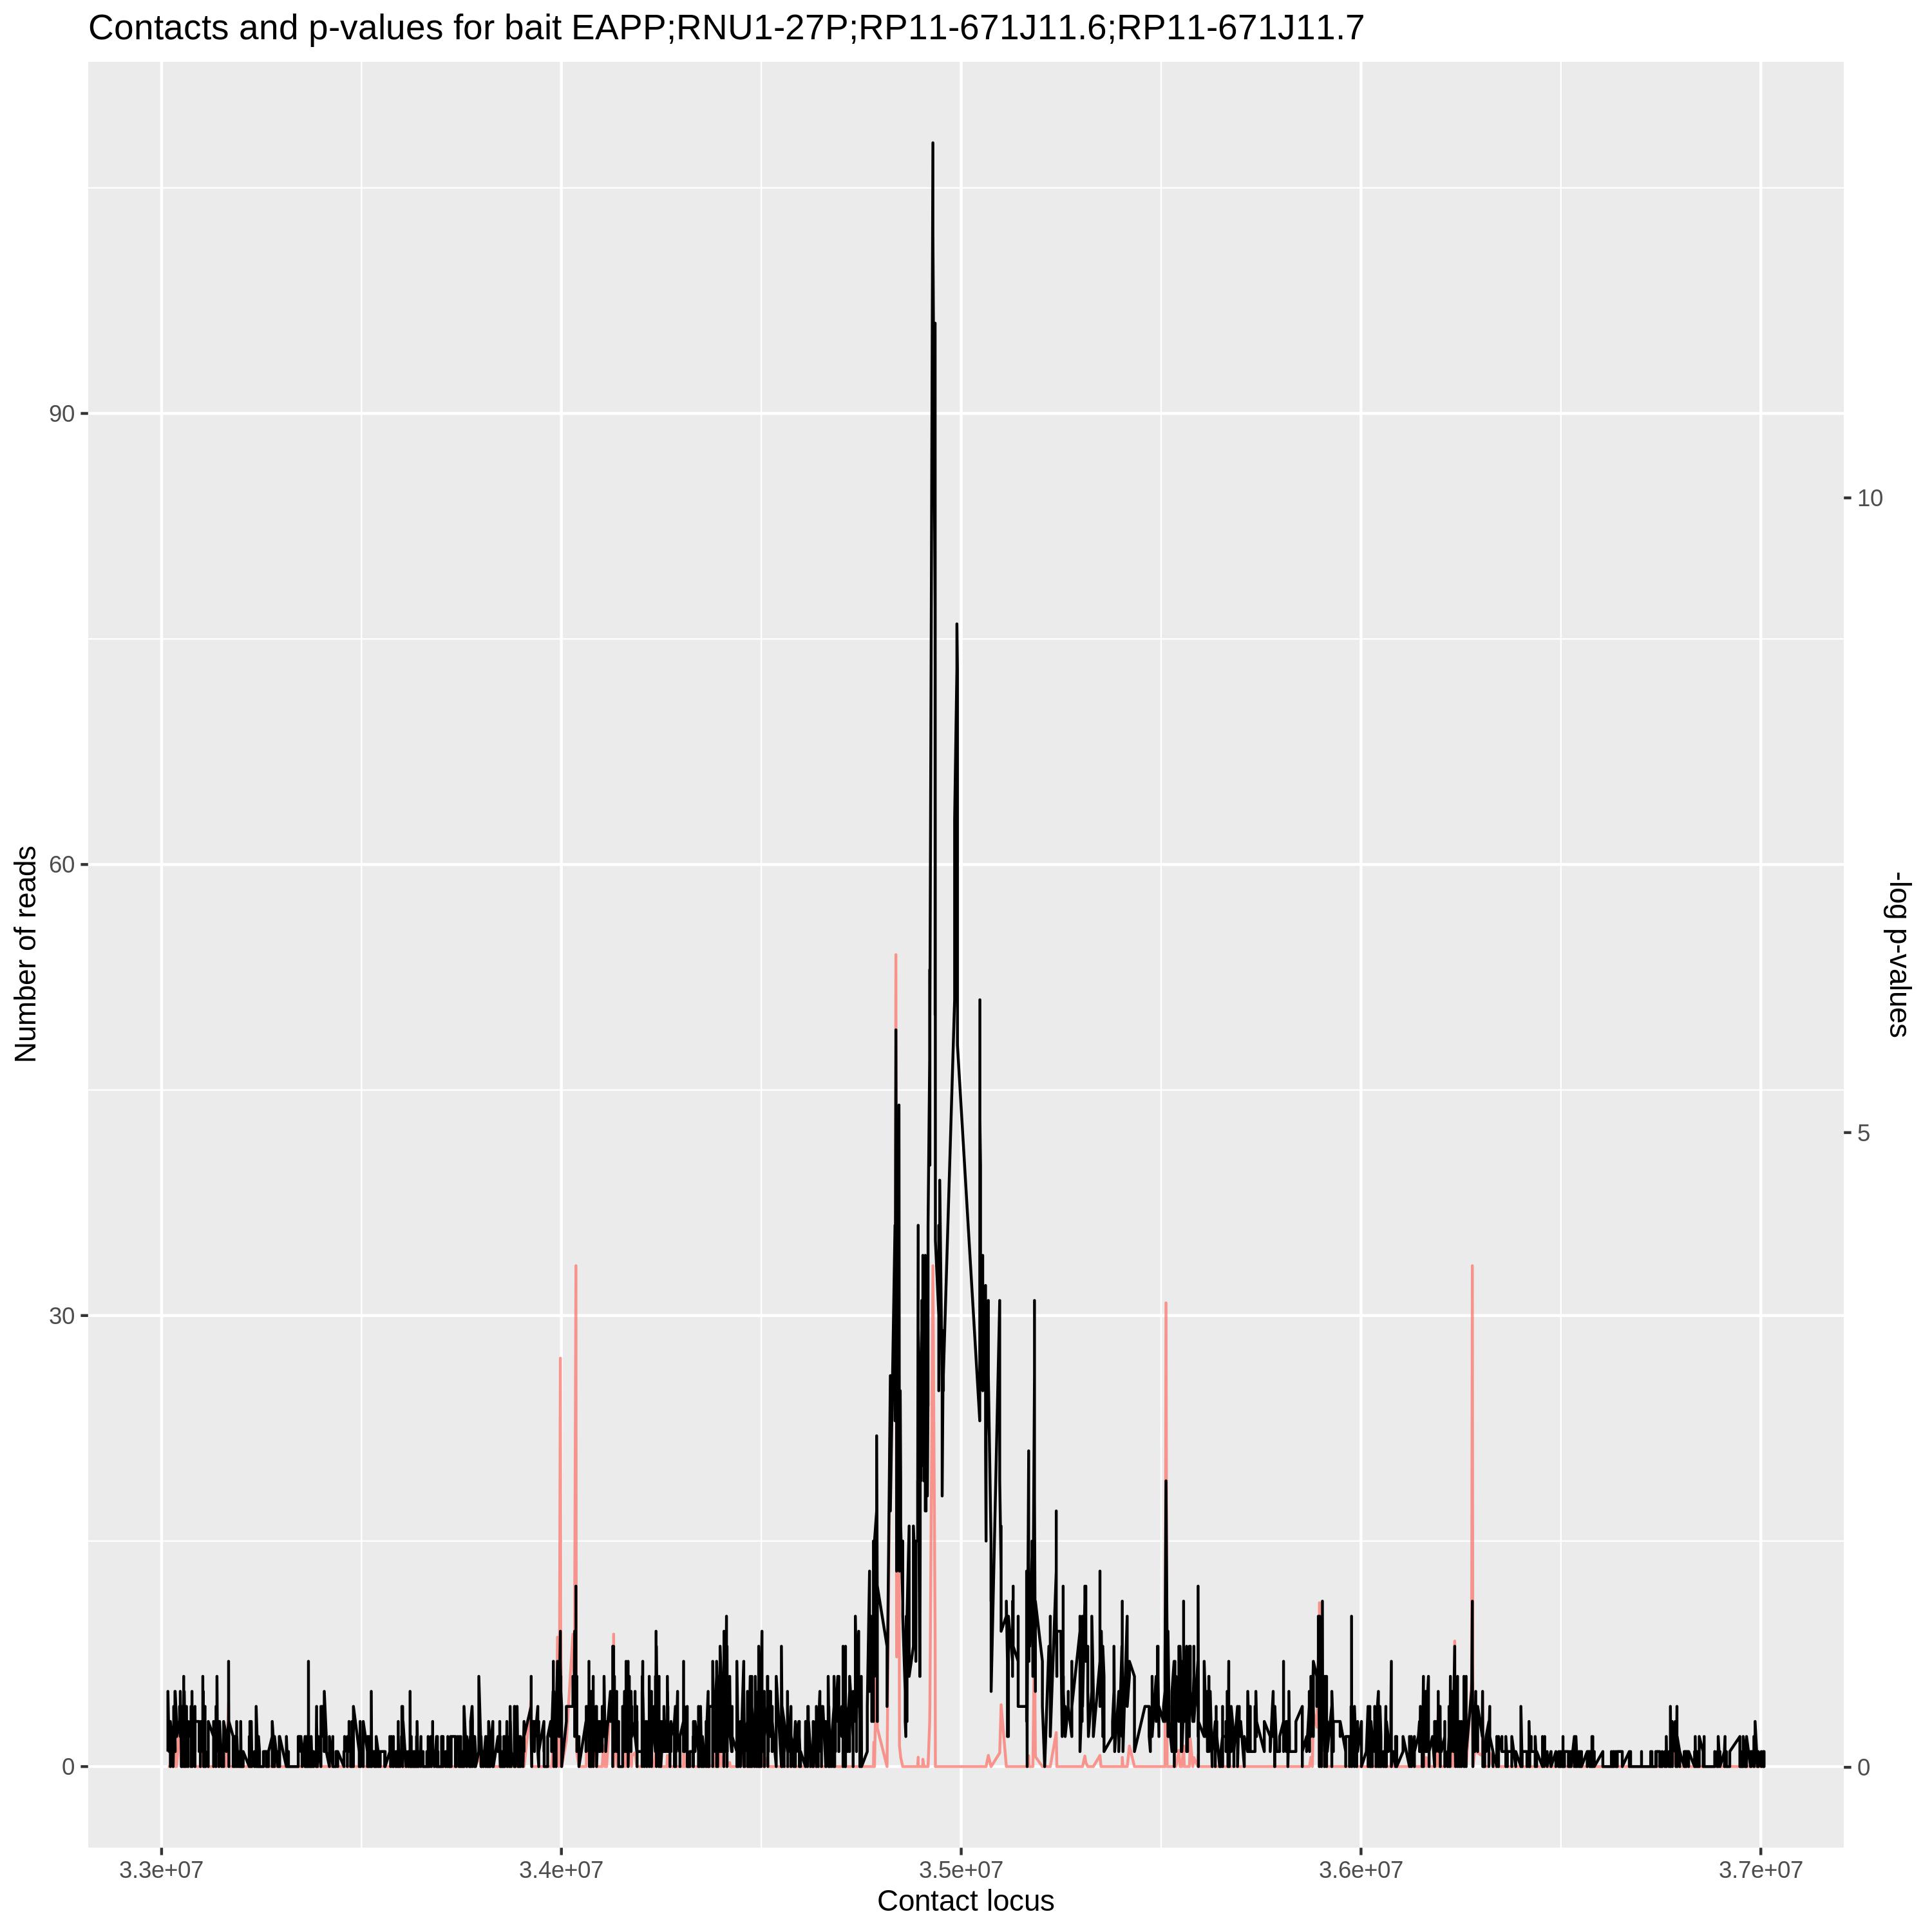 Contacts and p-values for bait EAPP;RNU1-27P;RP11-671J11.6;RP11-671J11.7
Number of reads
90
60
30
0
10
5
0
-log p-values
3.3e+07
3.4e+07
3.5e+07
3.6e+07
3.7e+07
Contact locus